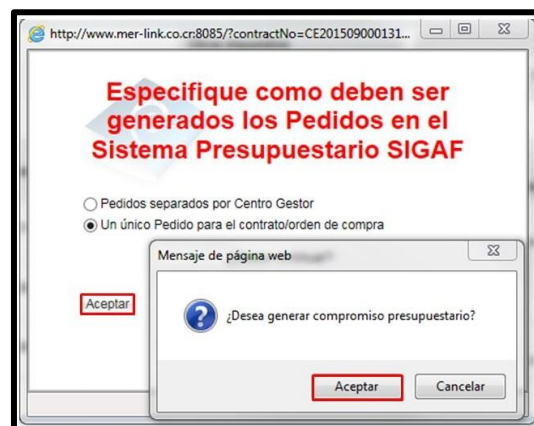 http://www.mer-link.co.cr:8085/?contractNo=CE201509000131...
Especifique como deben ser
generados los Pedidos en el
Sistema Presupuestario SIGAF
Pedidos separados por Centro Gestor
Un único Pedido para el contrato/orden de compra
Mensaje de página web
Aceptar
¿Desea generar compromiso presupuestario?
Aceptar
Cancelar